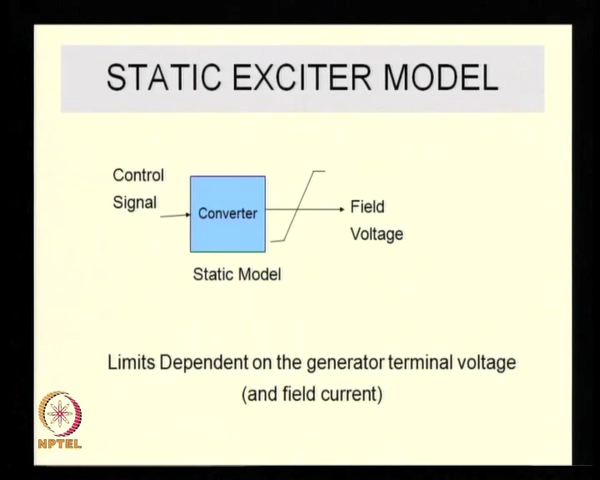 STATIC EXCITER MODEL
Control
Signal
Converter
Field
Voltage
Static Model
Limits Dependent on the generator terminal voltage
(and field current)
NPTEL